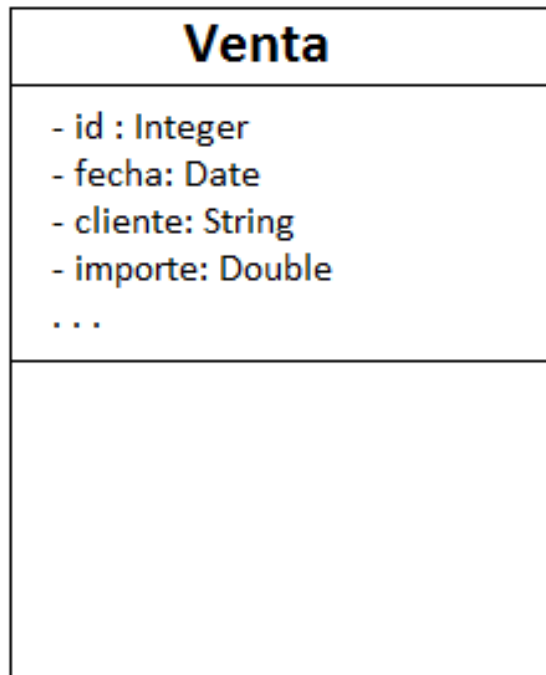 Venta
- id : Integer
- fecha: Date
- cliente: String
- importe: Double
. . .